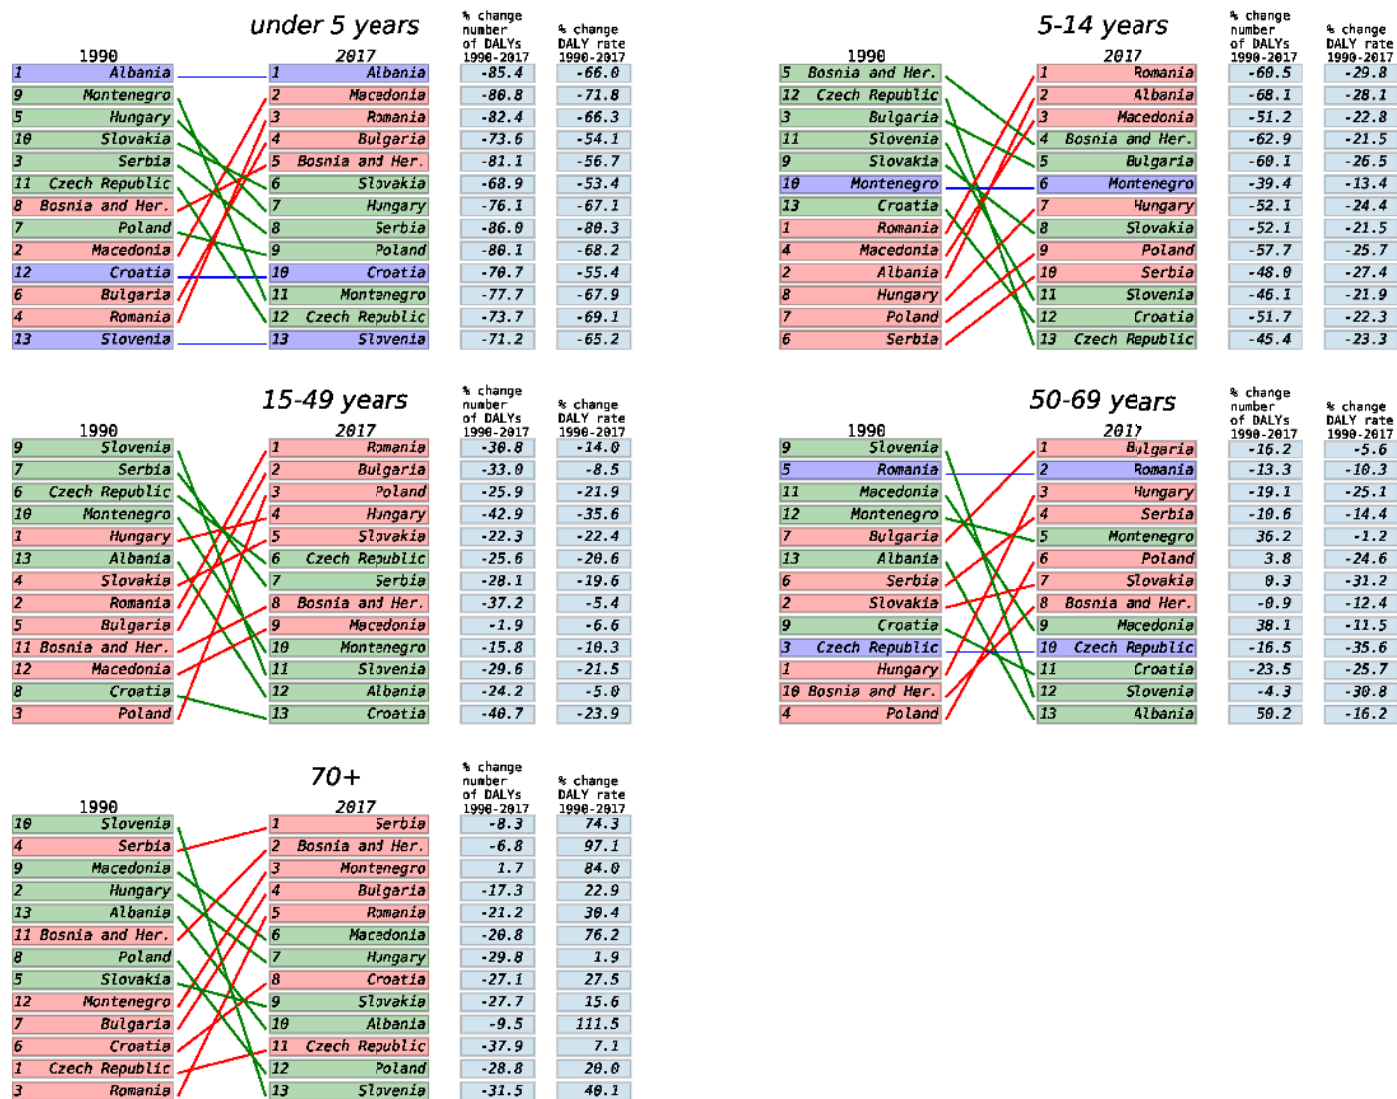 under 5 years
% change
number
of DALYs
1990-2017
% change
DALY rate
1990-2017
1990 2017
1 Albania 1 Albania -85.4 -66.0
9 Montenegro 2 Macedonia -80.8 -71.8
5 Hungary 3 Romania -82.4 -66.3
10 Slovakia 4 Bulgaria -73.6 -54.1
3 Serbia 5 Bosnia and Her. -81.1 -56.7
11 Czech Republic 6 Slovakia -68.9 -53.4
8 Bosnia and Her. 7 Hungary -76.1 -67.1
7 Poland 8 Serbia -86.0 -80.3
2 Macedonia 9 Poland -80.1 -68.2
12 Croatia 10 Croatia -70.7 -55.4
6 Bulgaria 11 Montenegro -77.7 -67.9
4 Romania 12 Czech Republic -73.7 -69.1
13 Slovenia 13 Slovenia -71.2 -65.2
5-14 years
% change
number
of DALYs
1990-2017
% change
DALY rate
1990-2017
1990 2017
5 Bosnia and Her. 1 Romania -60.5 -29.8
12 Czech Republic 2 Albania -68.1 -28.1
3 Bulgaria 3 Macedonia -51.2 -22.8
11 Slovenia 4 Bosnia and Her. -62.9 -21.5
9 Slovakia 5 Bulgaria -60.1 -26.5
10 Montenegro 6 Montenegro -39.4 -13.4
13 Croatia 7 Hungary -52.1 -24.4
1 Romania 8 Slovakia -52.1 -21.5
4 Macedonia 9 Poland -57.7 -25.7
2 Albania 10 Serbia -48.0 -27.4
8 Hungary 11 Slovenia -46.1 -21.9
7 Poland 12 Croatia -51.7 -22.3
6 Serbia 13 Czech Republic -45.4 -23.3
15-49 years
% change
number
of DALYs
1990-2017
% change
DALY rate
1990-2017
1990 2017
9 Slovenia 1 Romania -30.8 -14.0
7 Serbia 2 Bulgaria -33.0 -8.5
6 Czech Republic 3 Poland -25.9 -21.9
10 Montenegro 4 Hungary -42.9 -35.6
1 Hungary 5 Slovakia -22.3 -22.4
13 Albania 6 Czech Republic -25.6 -20.6
4 Slovakia 7 Serbia -28.1 -19.6
2 Romania 8 Bosnia and Her. -37.2 -5.4
5 Bulgaria 9 Macedonia -1.9 -6.6
11 Bosnia and Her. 10 Montenegro -15.8 -10.3
12 Macedonia 11 Slovenia -29.6 -21.5
8 Croatia 12 Albania -24.2 -5.0
3 Poland 13 Croatia -40.7 -23.9
50-69 years
% change
number
of DALYs
1990-2017
% change
DALY rate
1990-2017
1990 2017
9 Slovenia 1 Bulgaria -16.2 -5.6
5 Romania 2 Romania -13.3 -10.3
11 Macedonia 3 Hungary -19.1 -25.1
12 Montenegro 4 Serbia -10.6 -14.4
7 Bulgaria 5 Montenegro 36.2 -1.2
13 Albania 6 Poland 3.8 -24.6
6 Serbia 7 Slovakia 0.3 -31.2
2 Slovakia 8 Bosnia and Her. -0.9 -12.4
9 Croatia 9 Macedonia 38.1 -11.5
3 Czech Republic 10 Czech Republic -16.5 -35.6
1 Hungary 11 Croatia -23.5 -25.7
10 Bosnia and Her. 12 Slovenia -4.3 -30.8
4 Poland 13 Albania 50.2 -16.2
70+
% change
number
of DALYs
1990-2017
% change
DALY rate
1990-2017
1990 2017
10 Slovenia 1 Serbia -8.3 74.3
4 Serbia 2 Bosnia and Her. -6.8 97.1
9 Macedonia 3 Montenegro 1.7 84.0
2 Hungary 4 Bulgaria -17.3 22.9
13 Albania 5 Romania -21.2 30.4
11 Bosnia and Her. 6 Macedonia -20.8 76.2
8 Poland 7 Hungary -29.8 1.9
5 Slovakia 8 Croatia -27.1 27.5
12 Montenegro 9 Slovakia -27.7 15.6
7 Bulgaria 10 Albania -9.5 111.5
6 Croatia 11 Czech Republic -37.9 7.1
1 Czech Republic 12 Poland -28.8 20.0
3 Romania 13 Slovenia -31.5 40.1